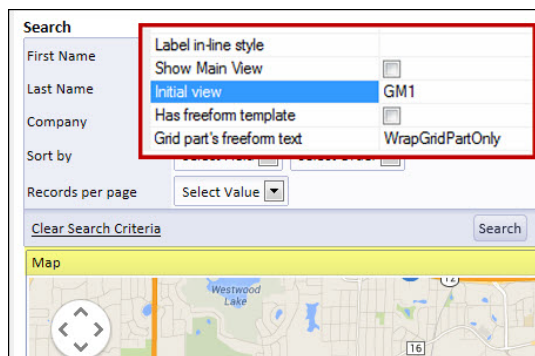 Search
First Name
Last Name
Company
Sort by
Records per page
Select Value
Label in-line style
Show Main View
Initial view GM1
Has freeform template
Grid part's freeform text WrapGridPartOnly
Clear Search Criteria
Search
Map
Westwood
Lake
16